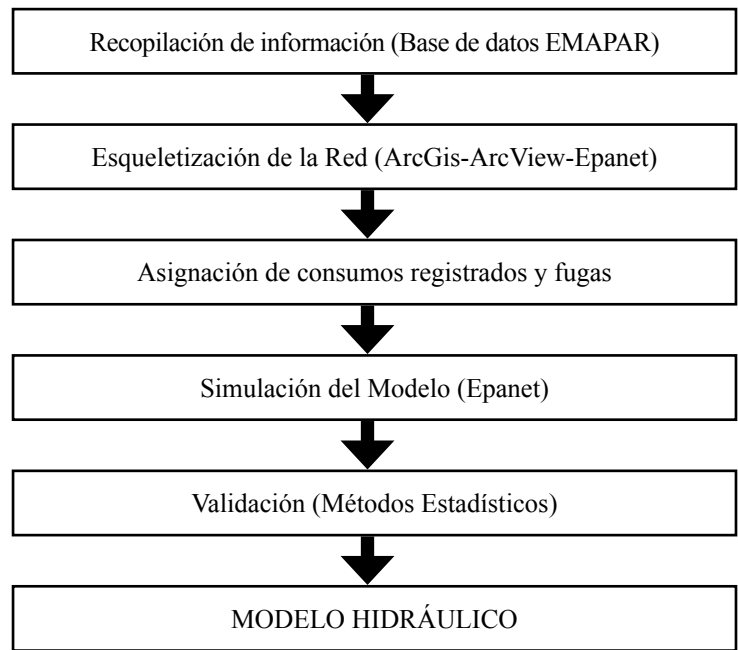 Recopilación de información (Base de datos EMAPAR)
Esqueletización de la Red (ArcGis-ArcView-Epanet)
Asignación de consumos registrados y fugas
Simulación del Modelo (Epanet)
Validación (Métodos Estadísticos)
MODELO HIDRÁULICO